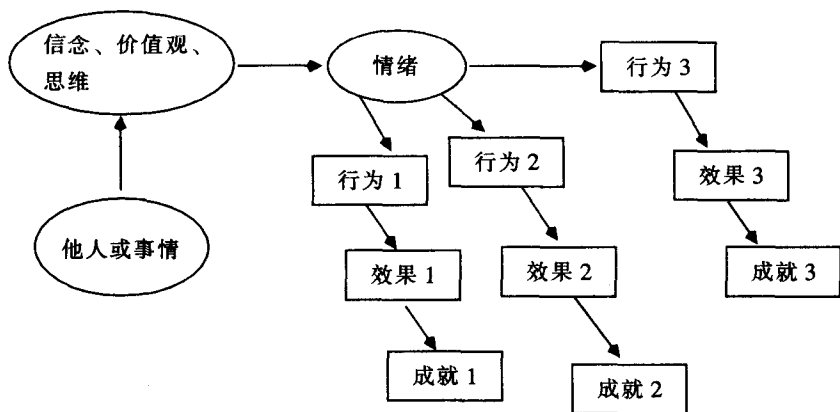 信念、价值观、
思维
情绪
行为 3
行为 1
行为 2
效果 3
他人或事情
效果 1
效果 2
成就 3
成就 1
成就 2